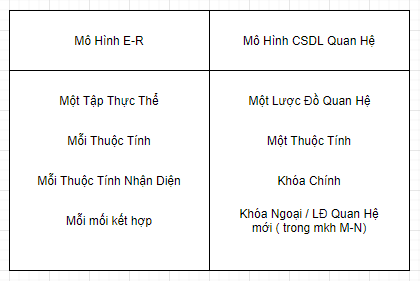 Mô Hình E-R
Mô Hình CSDL Quan Hệ
Một Tập Thực Thể
Một Lược Đồ Quan Hệ
Mỗi Thuộc Tính
Một Thuộc Tính
Mỗi Thuộc Tính Nhận Diện
Khóa Chính
Mỗi mối kết hợp
Khóa Ngoại / LĐ Quan Hệ
mới ( trong mkh M-N)